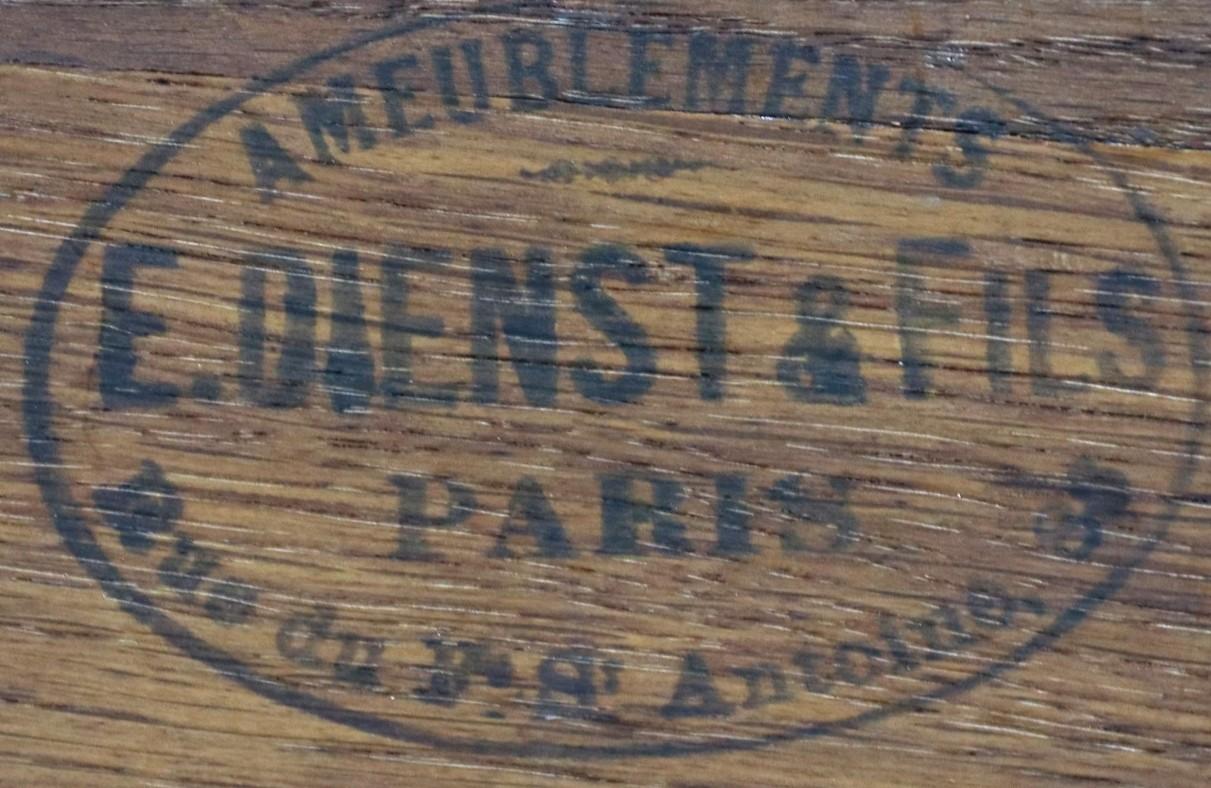 AMEUBLEMENTS
E. DIENST & FILS
PARIS
Rue du Fg St Antoine.